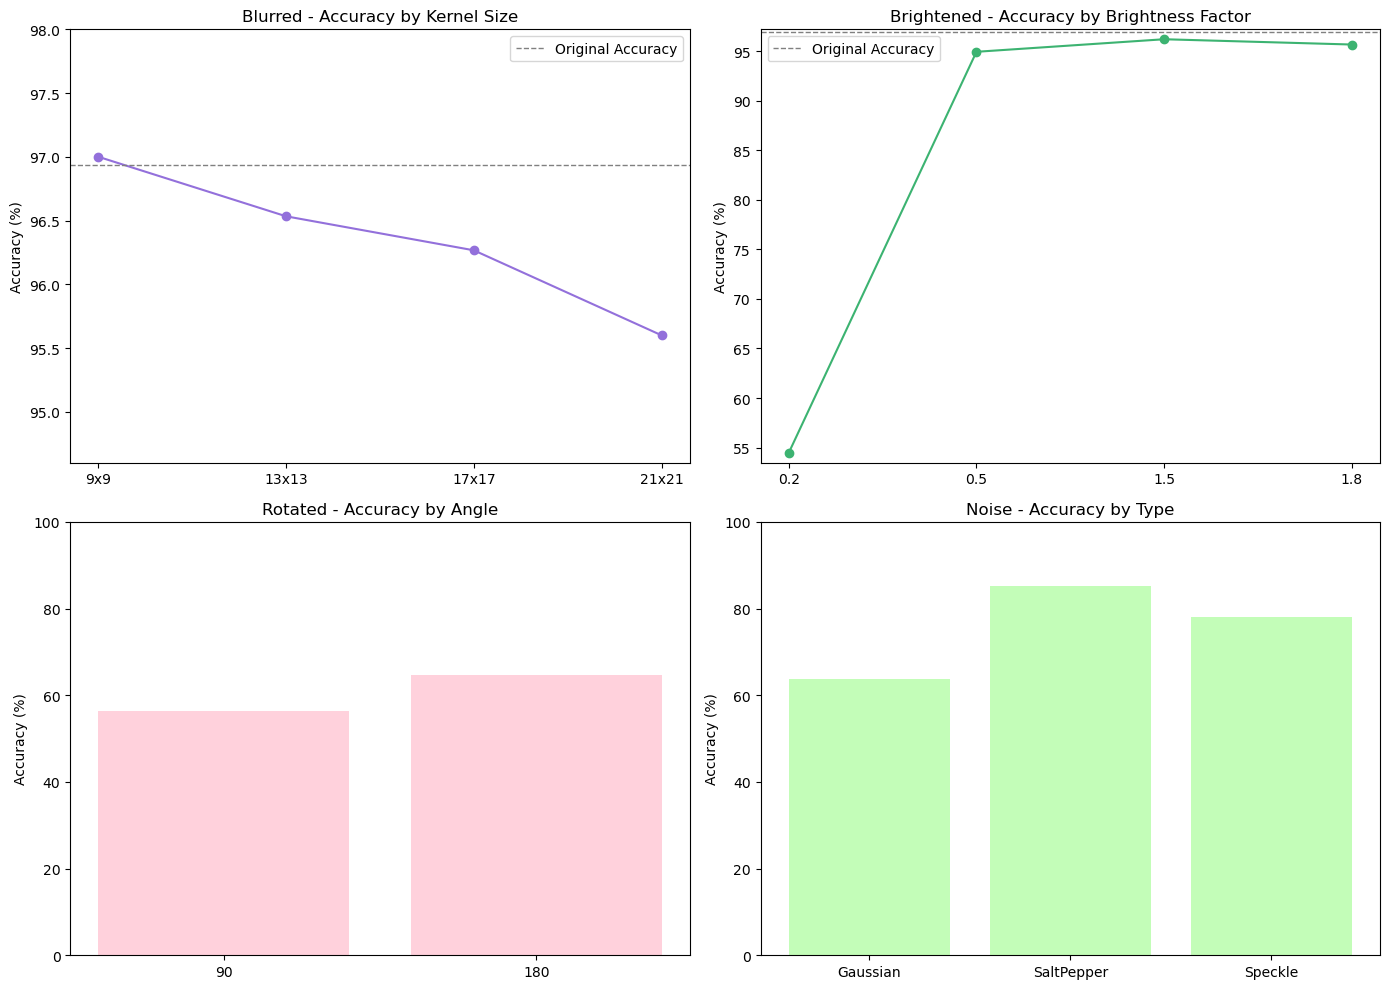 Blurred - Accuracy by Kernel Size
Accuracy (%)
98.0
97.5
97.0
96.5
96.0
95.5
95.0
Original Accuracy
9x9 13x13 17x17 21x21
Brightened - Accuracy by Brightness Factor
Accuracy (%)
95
90
85
80
75
70
65
60
55
Original Accuracy
0.2 0.5 1.5 1.8
Rotated - Accuracy by Angle
Accuracy (%)
100
80
60
40
20
0
90 180
Noise - Accuracy by Type
Accuracy (%)
100
80
60
40
20
0
Gaussian SaltPepper Speckle